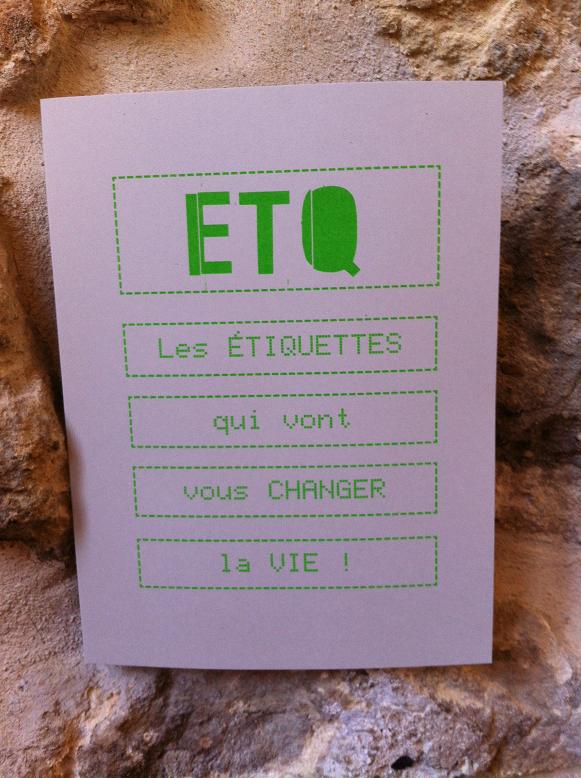 ETQ
Les ÉTIQUETTES
qui vont
vous CHANGER
la VIE !